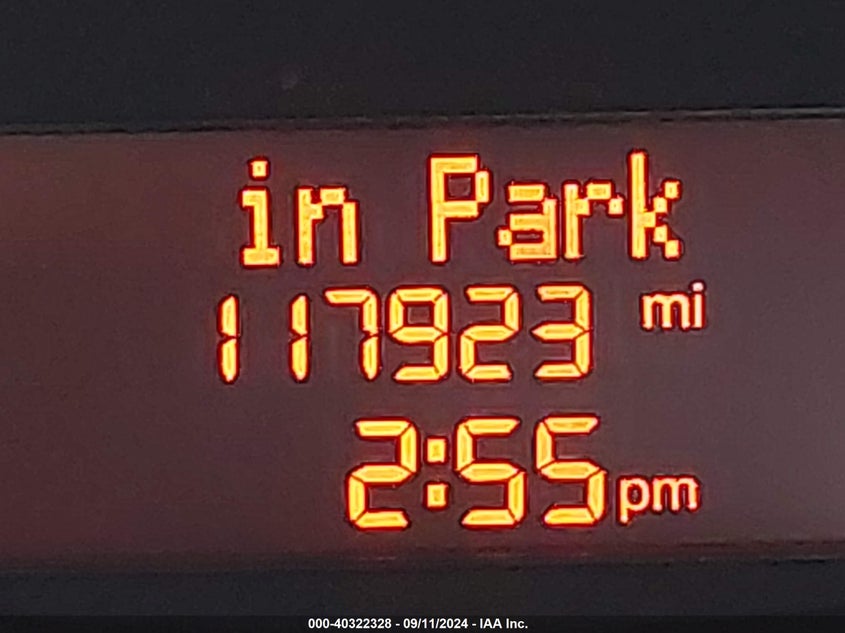 in Park
117923 mi
2:55 pm
000-40322328 - 09/11/2024 - IAA Inc.